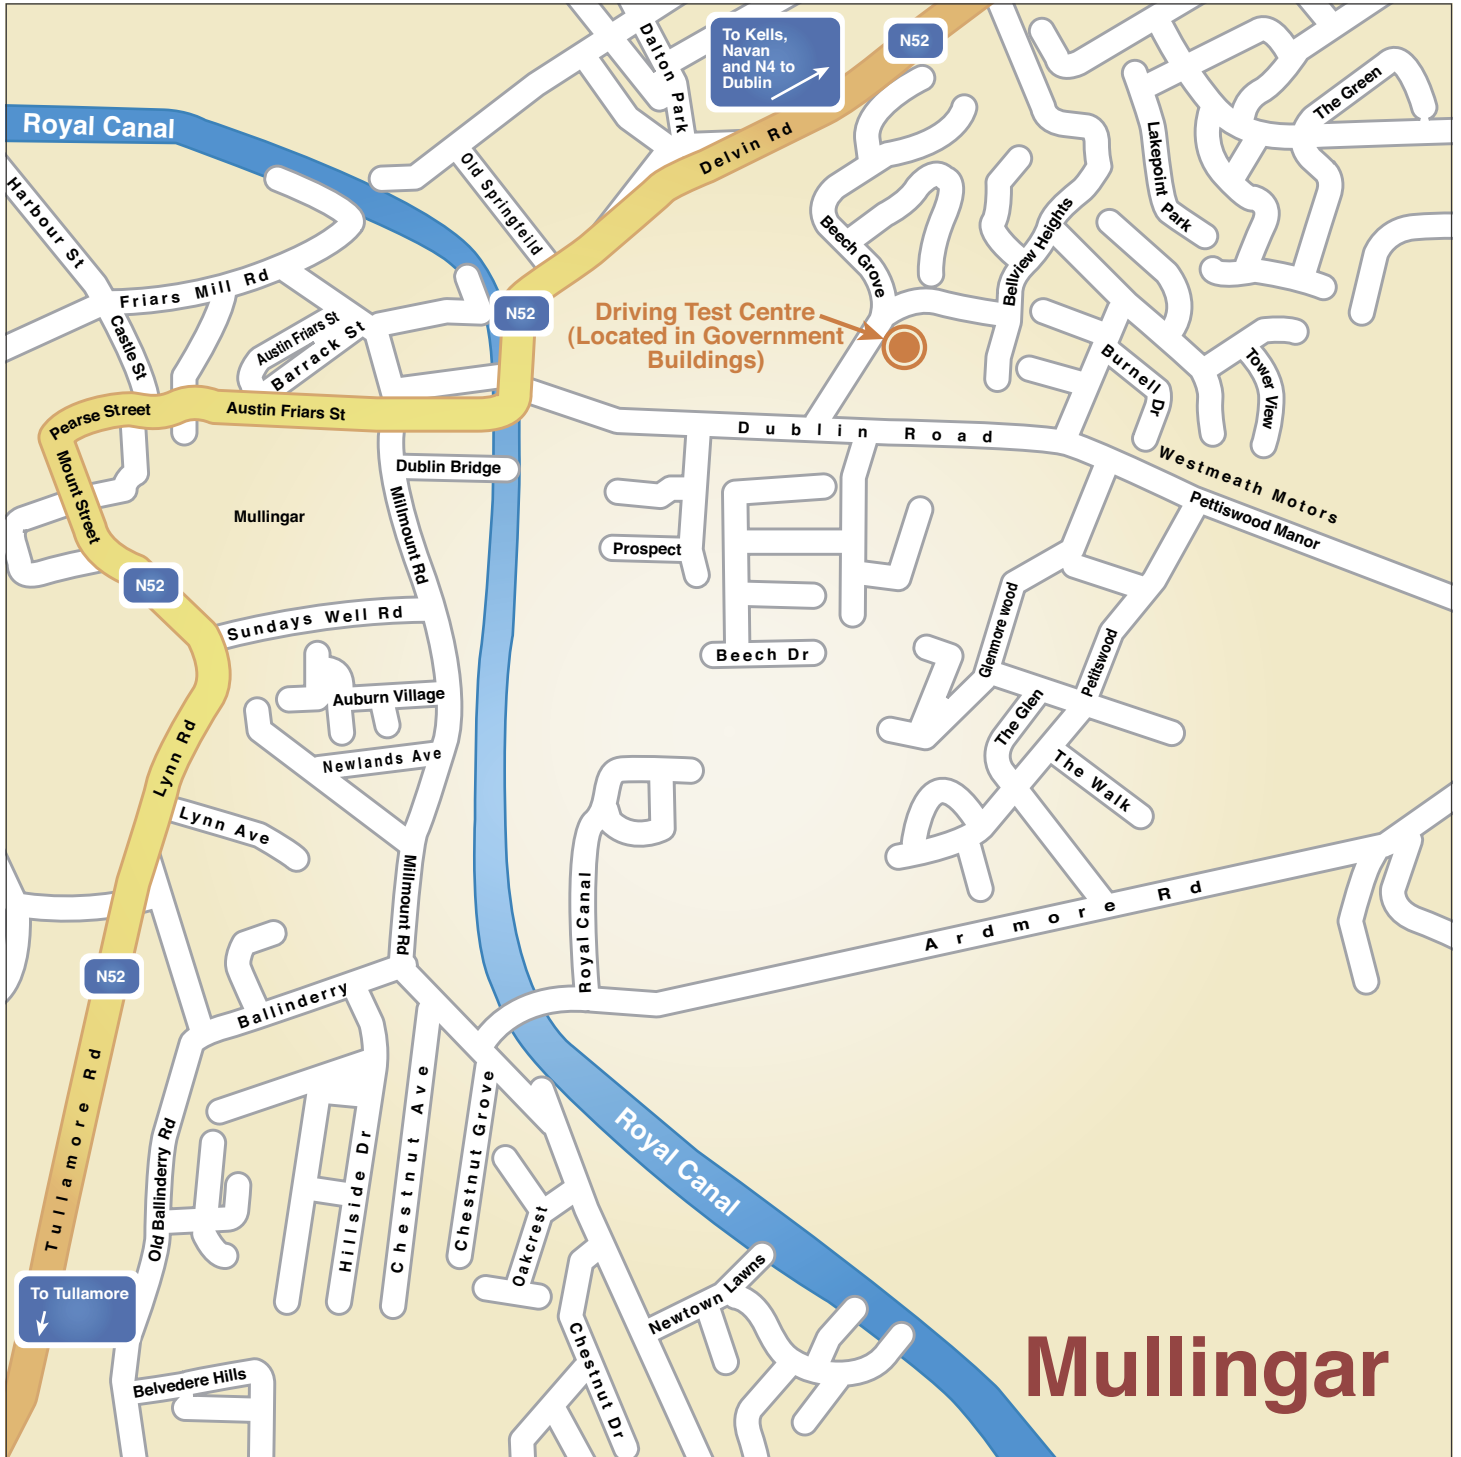 Dalton Park
To Kells,
Navan
and N4 to
Dublin
N52
Royal Canal
Delvin Rd
Old Springfeild
The Green
Lakepoint
Park
Harbour St
Friars Mill Rd
Castle St
Austin Friars St
Barrack St
N52
Beech Grove
Bellview Heights
Driving Test Centre
(Located in Government
Buildings)
Burnell Dr
Tower View
Pearse Street
Austin Friars St
Dublin Road
Westmeath Motors
Pettiswood Manor
Mount Street
Dublin Bridge
Millmount Rd
Mullingar
Prospect
N52
Sundays Well Rd
Beech Dr
Glenmore wood
Petitswood
Auburn Village
The Glen
Newlands Ave
The Walk
Lynn Rd
Lynn Ave
Millmount Rd
Royal Canal
Ardmore Rd
N52
Ballinderry
Tullamore Rd
Old Ballinderry Rd
Hillside Dr
Chestnut Ave
Chestnut Grove
Oakcrest
Royal Canal
To Tullamore
Newtown Lawns
Chestnut Dr
Belvedere Hills
Mullingar